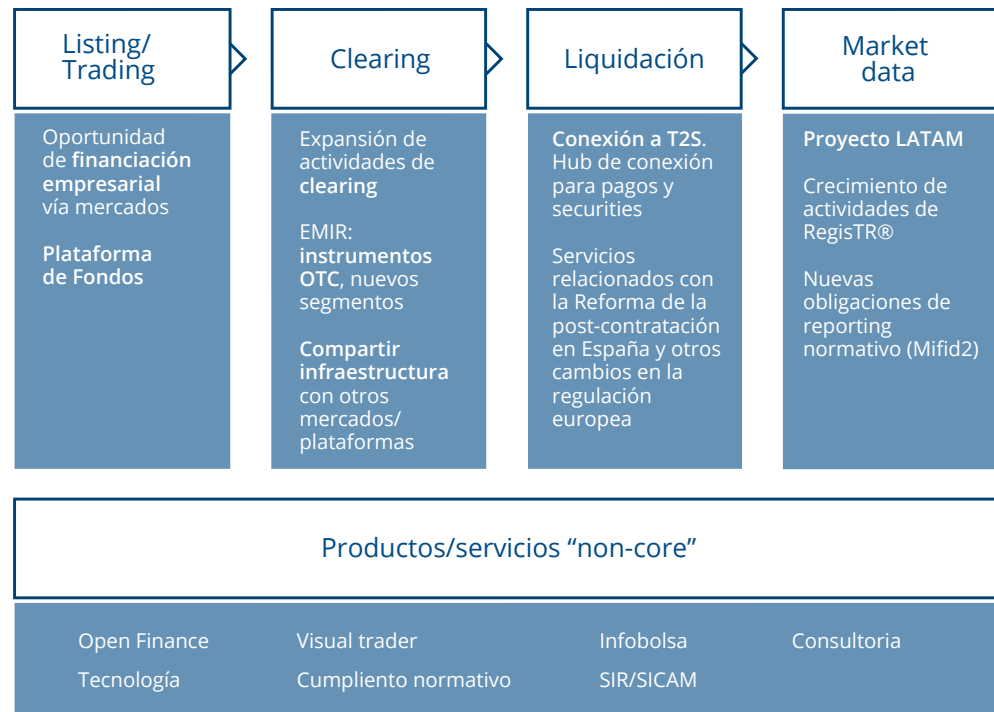 Listing/
Trading
Clearing
Liquidación
Market
data
Oportunidad
de financiación
empresarial
vía mercados
Plataforma
de Fondos
Expansión de
actividades de
clearing
EMIR:
instrumentos
OTC, nuevos
segmentos
Compartir
infraestructura
con otros
mercados/
plataformas
Conexión a T2S.
Hub de conexión
para pagos y
securities
Servicios
relacionados con
la Reforma de la
post-contratación
en España y otros
cambios en la
regulación
europea
Proyecto LATAM
Crecimiento de
actividades de
RegisTR®
Nuevas
obligaciones de
reporting
normativo (Mifid2)
Productos/servicios “non-core”
Open Finance
Visual trader
Infobolsa
Consultoria
Tecnología
Cumpliento normativo
SIR/SICAM